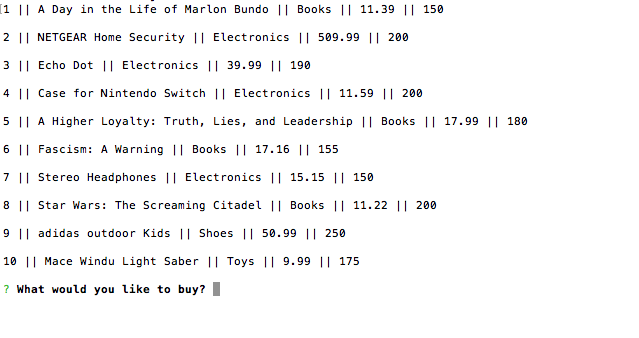 1 || A Day in the Life of Marlon Bundo || Books || 11.39 || 150
2 || NETGEAR Home Security || Electronics || 509.99 || 200
3 || Echo Dot || Electronics || 39.99 || 190
4 || Case for Nintendo Switch || Electronics || 11.59 || 200
5 || A Higher Loyalty: Truth, Lies, and Leadership || Books || 17.99 || 180
6 || Fascism: A Warning || Books || 17.16 || 155
7 || Stereo Headphones || Electronics || 15.15 || 150
8 || Star Wars: The Screaming Citadel || Books || 11.22 || 200
9 || adidas outdoor Kids || Shoes || 50.99 || 250
10 || Mace Windu Light Saber || Toys || 9.99 || 175
? What would you like to buy?